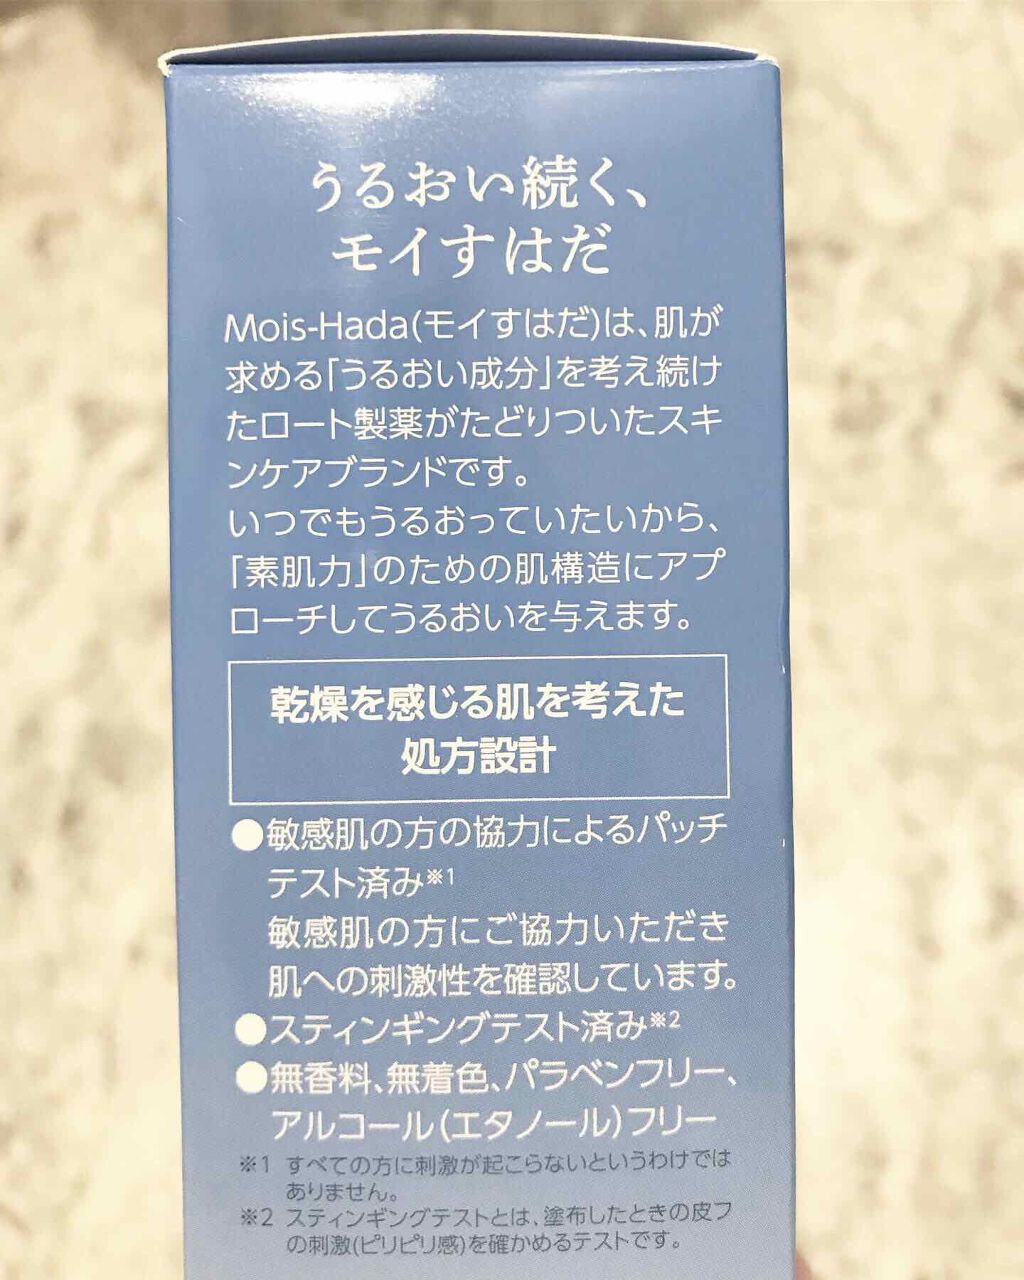 うるおい続く、
モイすはだ
Mois-Hada(モイすはだ)は、肌が
求める「うるおい成分」を考え続け
たロート製薬がたどりついたスキ
ンケアブランドです。
いつでもうるおっていたいから、
「素肌力」のための肌構造にアプ
ローチしてうるおいを与えます。
乾燥を感じる肌を考えた
処方設計
●敏感肌の方の協力によるパッチ
テスト済み※1
敏感肌の方にご協力いただき
肌への刺激性を確認しています。
●スティンギングテスト済み※2
●無香料、無着色、パラベンフリー、
アルコール(エタノール)フリー
※1 すべての方に刺激が起こらないというわけでは
ありません。
※2 スティンギングテストとは、塗布したときの皮フ
の刺激(ピリピリ感)を確かめるテストです。